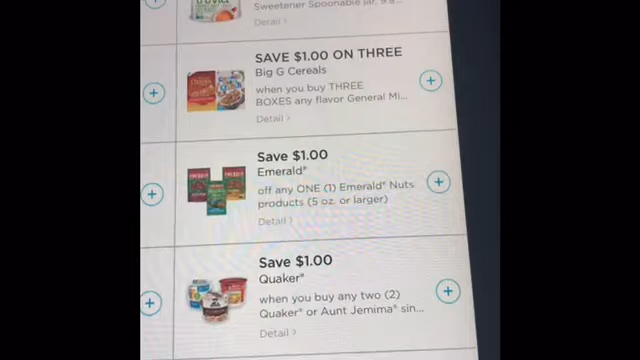 truvia
Sweetener Spoonable jar,
Detail >
SAVE $1.00 ON THREE
Big G Cereals
when you buy THREE
BOXES any flavor General Mi...
Detail >
Save $1.00
Emerald®
off any ONE (1) Emerald® Nuts
products (5 oz. or larger)
Detail >
Save $1.00
Quaker®
when you buy any two (2)
Quaker® or Aunt Jemima® sin...
Detail >